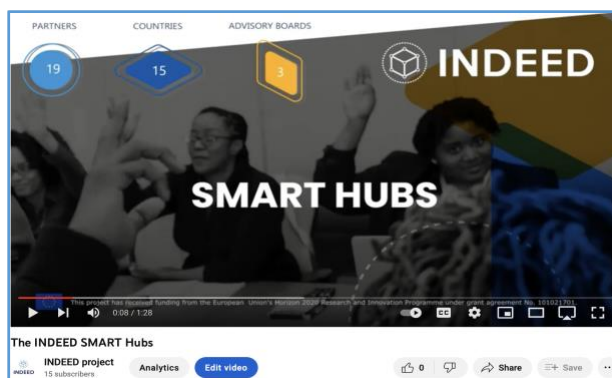 PARTNERS COUNTRIES ADVISORY BOARDS
19 15 3
INDEED
SMART HUBS
This project has received funding from the European Union's Horizon 2020 Research and Innovation Programme under grant agreement No. 101021701.
0:08 / 1:28
CC
The INDEED SMART Hubs
INDEED
INDEED project
15 subscribers
Analytics
Edit video
0
Share
Save